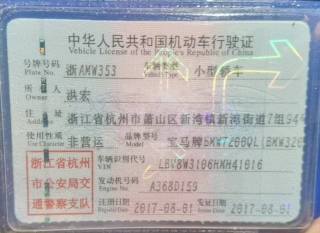 中华人民共和国机动车行驶证
Vehicle License of the People's Republic of China
号牌号码 浙AMW353 车辆类型 小型轿车
Plate No. Vehicle Type
所有人 洪宏
Owner
住址 浙江省杭州市萧山区新湾镇新湾街道7组94号
Address
使用性质 非营运 品牌型号 宝马牌BMW7200QL(BMW320
Use Character Model
浙江省杭州 车辆识别代号
VIN LBV8W3106HMH41016
市公安局交 发动机号码
Engine No. A368D159
通警察支队 注册日期 2017-08-01 发证日期 2017-08-01
Register Date Issue Date